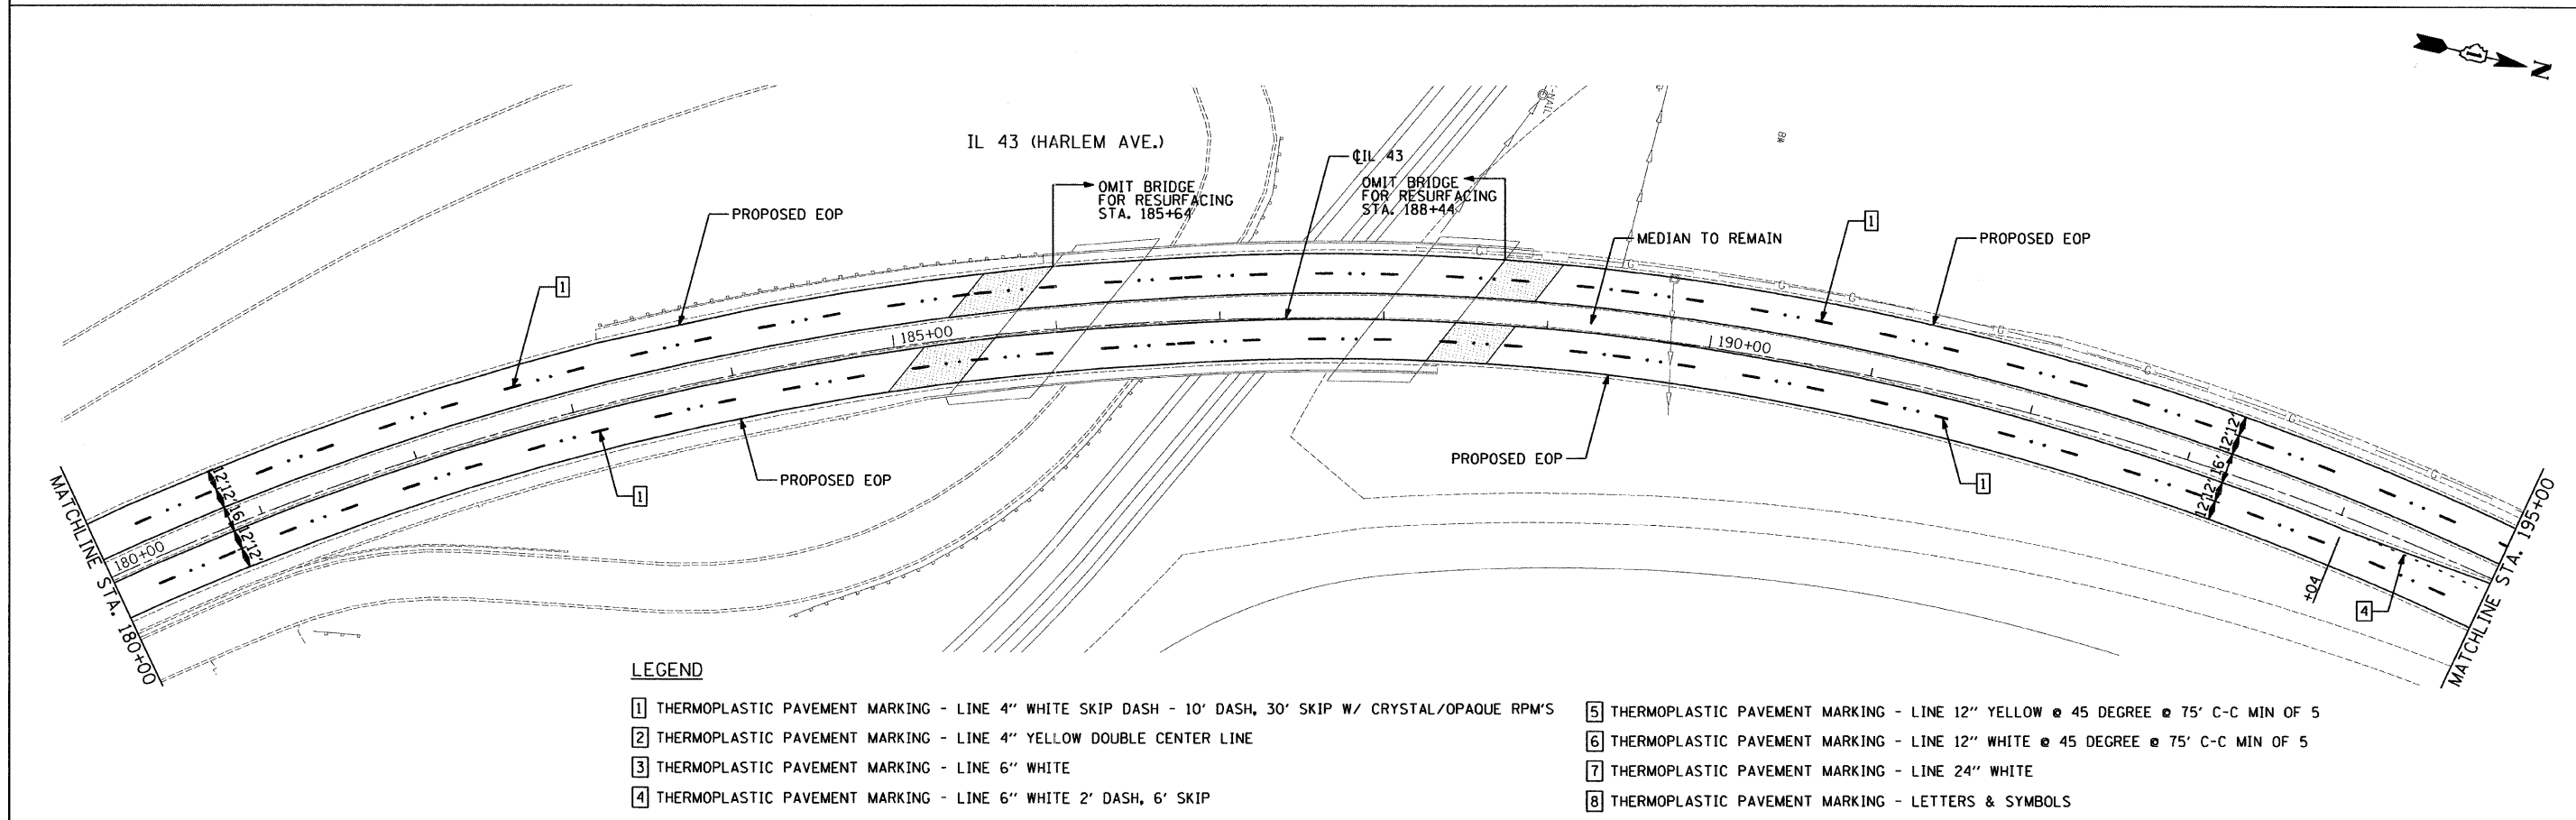 N
IL 43 (HARLEM AVE.)
℄ IL 43
OMIT BRIDGE
FOR RESURFACING
STA. 185+64
OMIT BRIDGE
FOR RESURFACING
STA. 188+44
PROPOSED EOP
1
MEDIAN TO REMAIN
PROPOSED EOP
1
185+00
190+00
PROPOSED EOP
PROPOSED EOP
1
1
12'
12'
16'
12'
12'
12'
12'
16'
12'
12'
180+00
MATCHLINE STA. 180+00
MATCHLINE STA. 195+00
+04
4
LEGEND
1 THERMOPLASTIC PAVEMENT MARKING - LINE 4" WHITE SKIP DASH - 10' DASH, 30' SKIP W/ CRYSTAL/OPAQUE RPM'S
2 THERMOPLASTIC PAVEMENT MARKING - LINE 4" YELLOW DOUBLE CENTER LINE
3 THERMOPLASTIC PAVEMENT MARKING - LINE 6" WHITE
4 THERMOPLASTIC PAVEMENT MARKING - LINE 6" WHITE 2' DASH, 6' SKIP
5 THERMOPLASTIC PAVEMENT MARKING - LINE 12" YELLOW @ 45 DEGREE @ 75' C-C MIN OF 5
6 THERMOPLASTIC PAVEMENT MARKING - LINE 12" WHITE @ 45 DEGREE @ 75' C-C MIN OF 5
7 THERMOPLASTIC PAVEMENT MARKING - LINE 24" WHITE
8 THERMOPLASTIC PAVEMENT MARKING - LETTERS & SYMBOLS